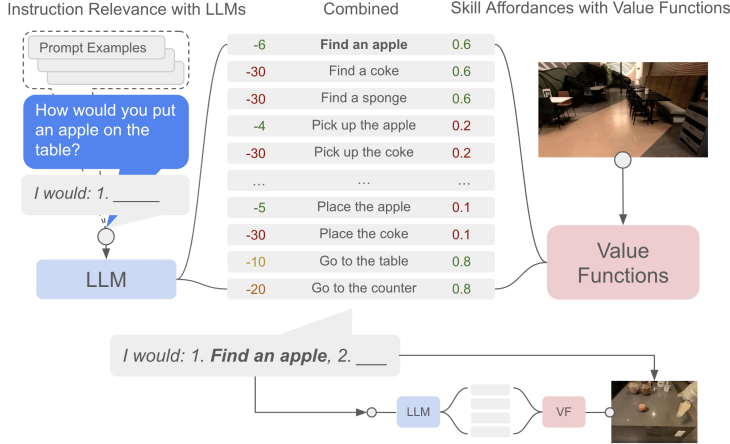 Instruction Relevance with LLMs
Combined
Skill Affordances with Value Functions
Prompt Examples
How would you put
an apple on the
table?
I would: 1. _____
LLM
-6 Find an apple 0.6
-30 Find a coke 0.6
-30 Find a sponge 0.6
-4 Pick up the apple 0.2
-30 Pick up the coke 0.2
... ... ...
-5 Place the apple 0.1
-30 Place the coke 0.1
-10 Go to the table 0.8
-20 Go to the counter 0.8
Value
Functions
I would: 1. Find an apple, 2. ___
LLM
VF